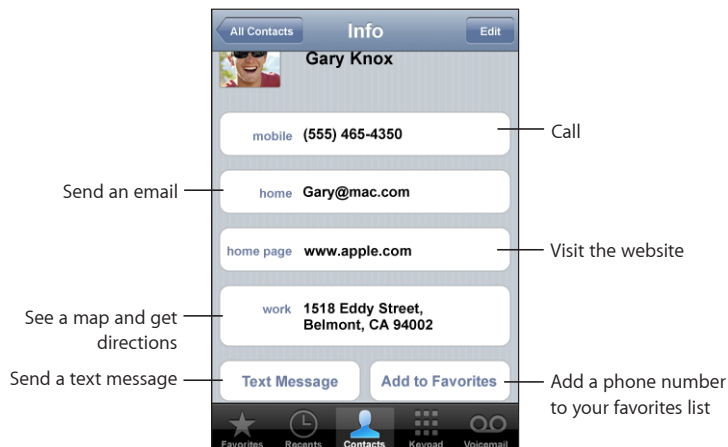 All Contacts Info Edit
Gary Knox
mobile (555) 465-4350
Call
Send an email
home Gary@mac.com
home page www.apple.com
Visit the website
See a map and get
directions
work 1518 Eddy Street,
Belmont, CA 94002
Send a text message
Text Message Add to Favorites
Add a phone number
to your favorites list
Favorites Recents Contacts Keypad Voicemail